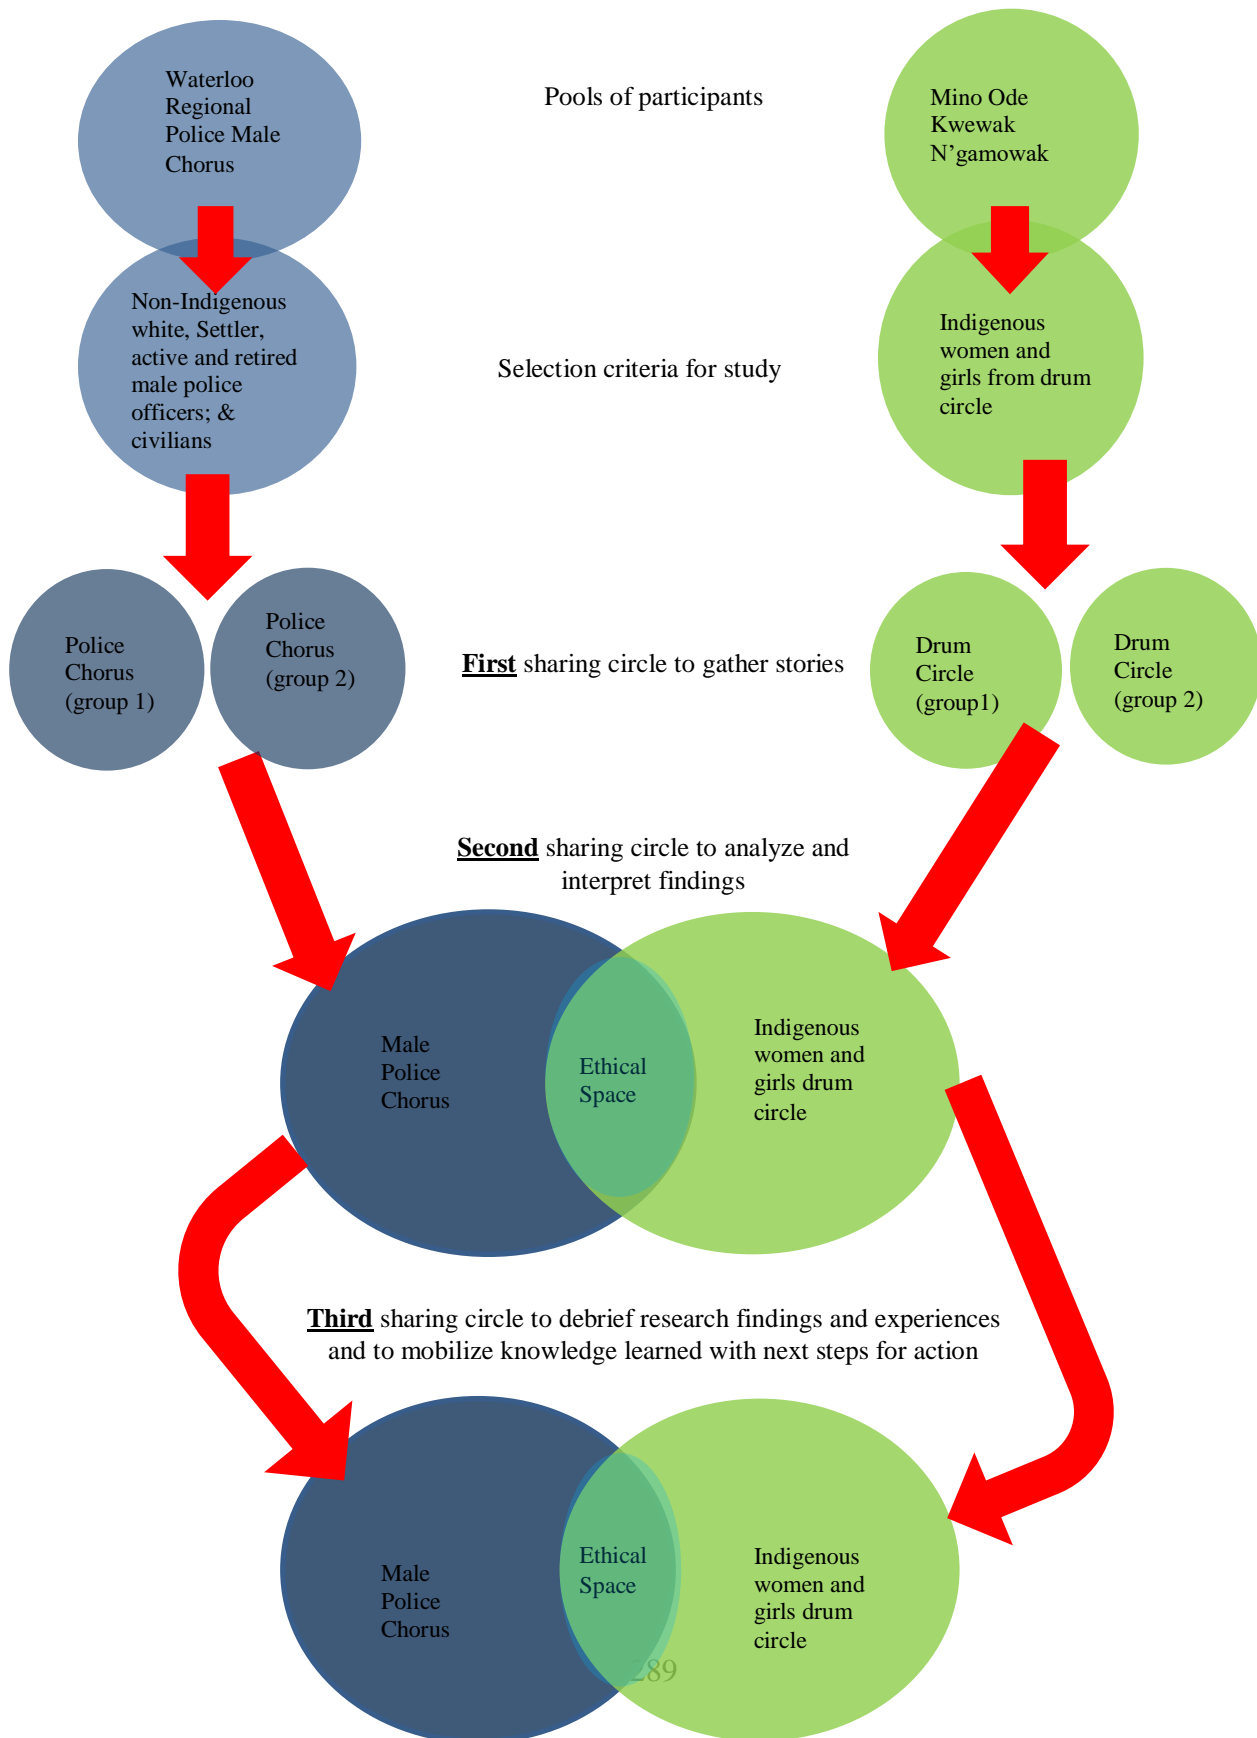 Waterloo
Regional
Police Male
Chorus
Pools of participants
Mino Ode
Kwewak
N’gamowak
Non-Indigenous
white, Settler,
active and retired
male police
officers; &
civilians
Selection criteria for study
Indigenous
women and
girls from drum
circle
Police
Chorus
(group 1)
Police
Chorus
(group 2)
First sharing circle to gather stories
Drum
Circle
(group1)
Drum
Circle
(group 2)
Second sharing circle to analyze and
interpret findings
Male
Police
Chorus
Ethical
Space
Indigenous
women and
girls drum
circle
Third sharing circle to debrief research findings and experiences
and to mobilize knowledge learned with next steps for action
Male
Police
Chorus
Ethical
Space
Indigenous
women and
girls drum
circle
289